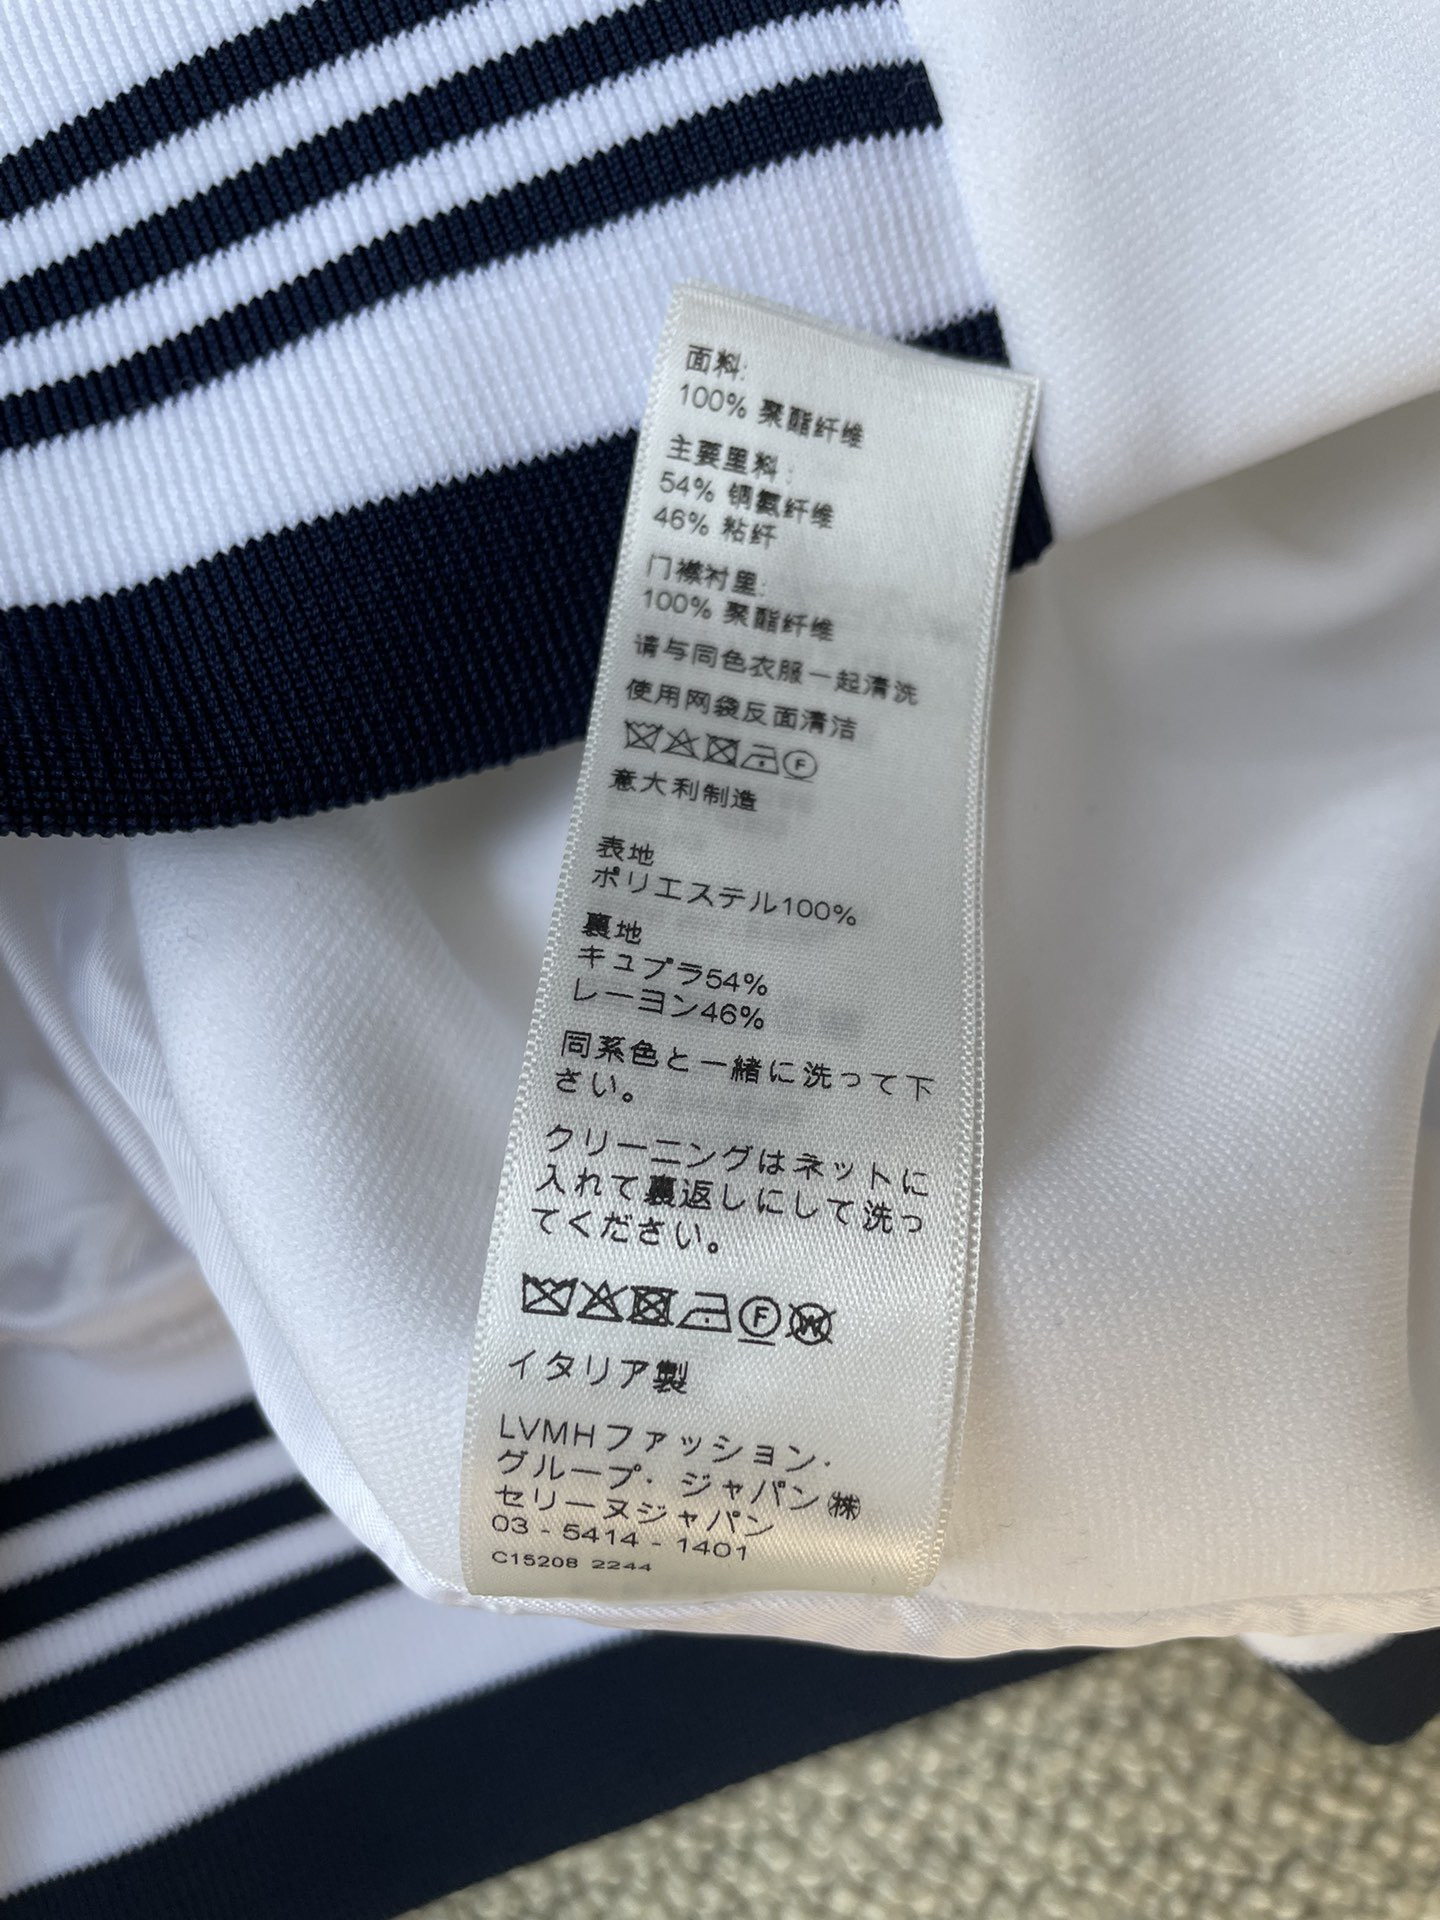 面料:
100% 聚酯纤维
主要里料:
54% 铜氨纤维
46% 粘纤
门襟衬里:
100% 聚酯纤维
请与同色衣服一起清洗
使用网袋反面清洁
F
意大利制造
表地
ポリエステル100%
裏地
キュプラ54%
レーヨン46%
同系色と一緒に洗って下
さい。
クリーニングはネットに
入れて裏返しにして洗っ
てください。
F W
イタリア製
LVMHファッション・
グループ・ジャパン㈱
セリーヌジャパン
03 - 5414 - 1401
C15208 2244